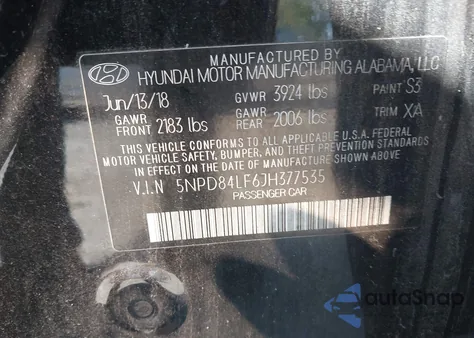 MANUFACTURED BY
HYUNDAI MOTOR MANUFACTURING ALABAMA, LLC
Jun/13/18 GVWR 3924 lbs PAINT S3
GAWR FRONT 2183 lbs GAWR REAR 2006 lbs TRIM XA
THIS VEHICLE CONFORMS TO ALL APPLICABLE U.S.A. FEDERAL
MOTOR VEHICLE SAFETY, BUMPER, AND THEFT PREVENTION STANDARDS
IN EFFECT ON THE DATE OF MANUFACTURE SHOWN ABOVE.
V.I.N 5NPD84LF6JH377535
PASSENGER CAR
autoSnap